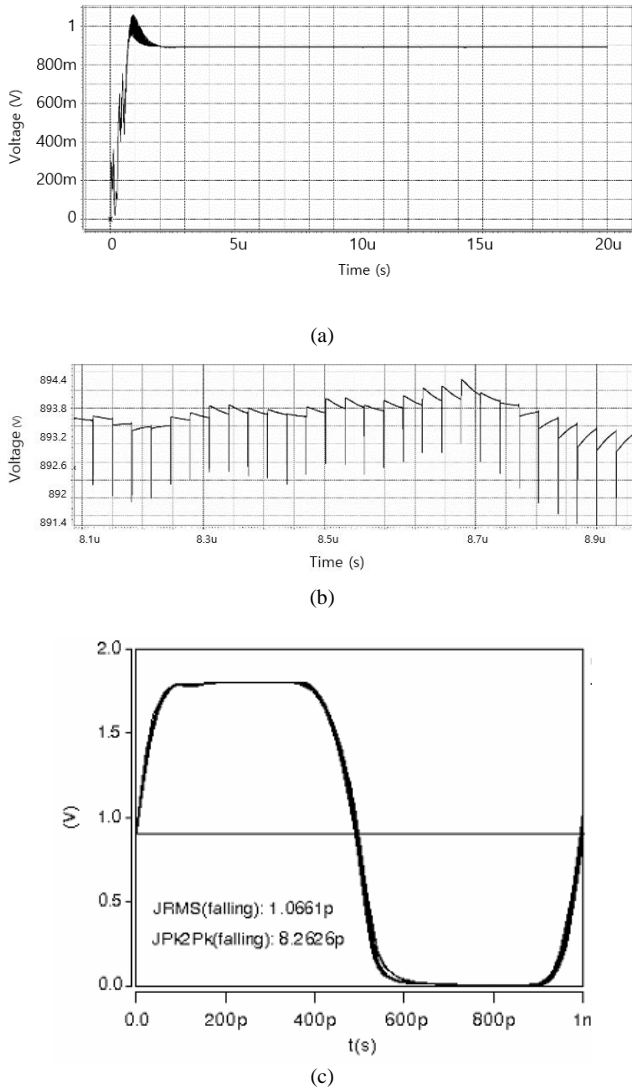 1
800m
600m
400m
200m
0
Voltage (V)
0 5u 10u 15u 20u
Time (s)
(a)
894.4
893.8
893.2
892.6
892
891.4
Voltage (V)
8.1u 8.3u 8.5u 8.7u 8.9u
Time (s)
(b)
2.0
1.5
1.0
0.5
0.0
(V)
JRMS(falling): 1.0661p
JPk2Pk(falling): 8.2626p
0.0 200p 400p 600p 800p 1n
t(s)
(c)